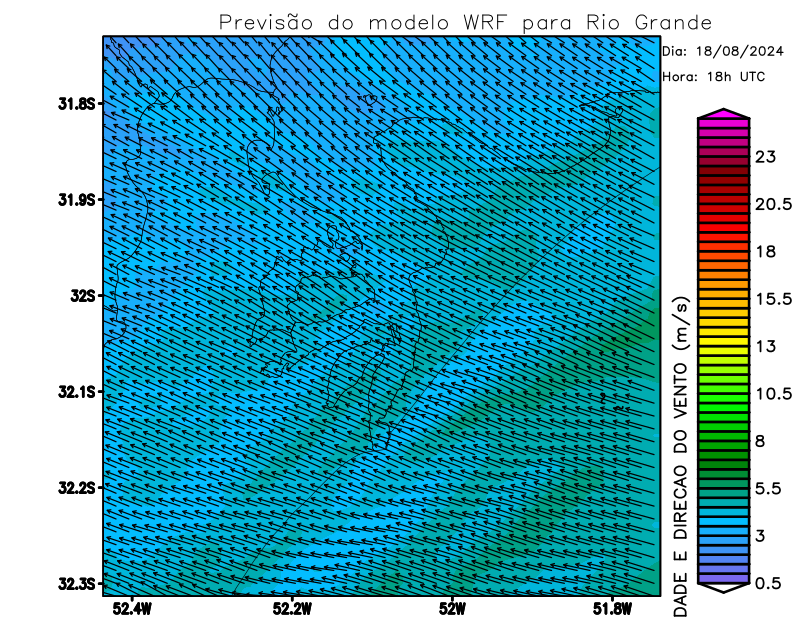 Previsão do modelo WRF para Rio Grande
Dia: 18/08/2024
Hora: 18h UTC
31.8S
31.9S
32S
32.1S
32.2S
32.3S
52.4W
52.2W
52W
51.8W
23
20.5
18
15.5
13
10.5
8
5.5
3
0.5
DADE E DIRECAO DO VENTO (m/s)